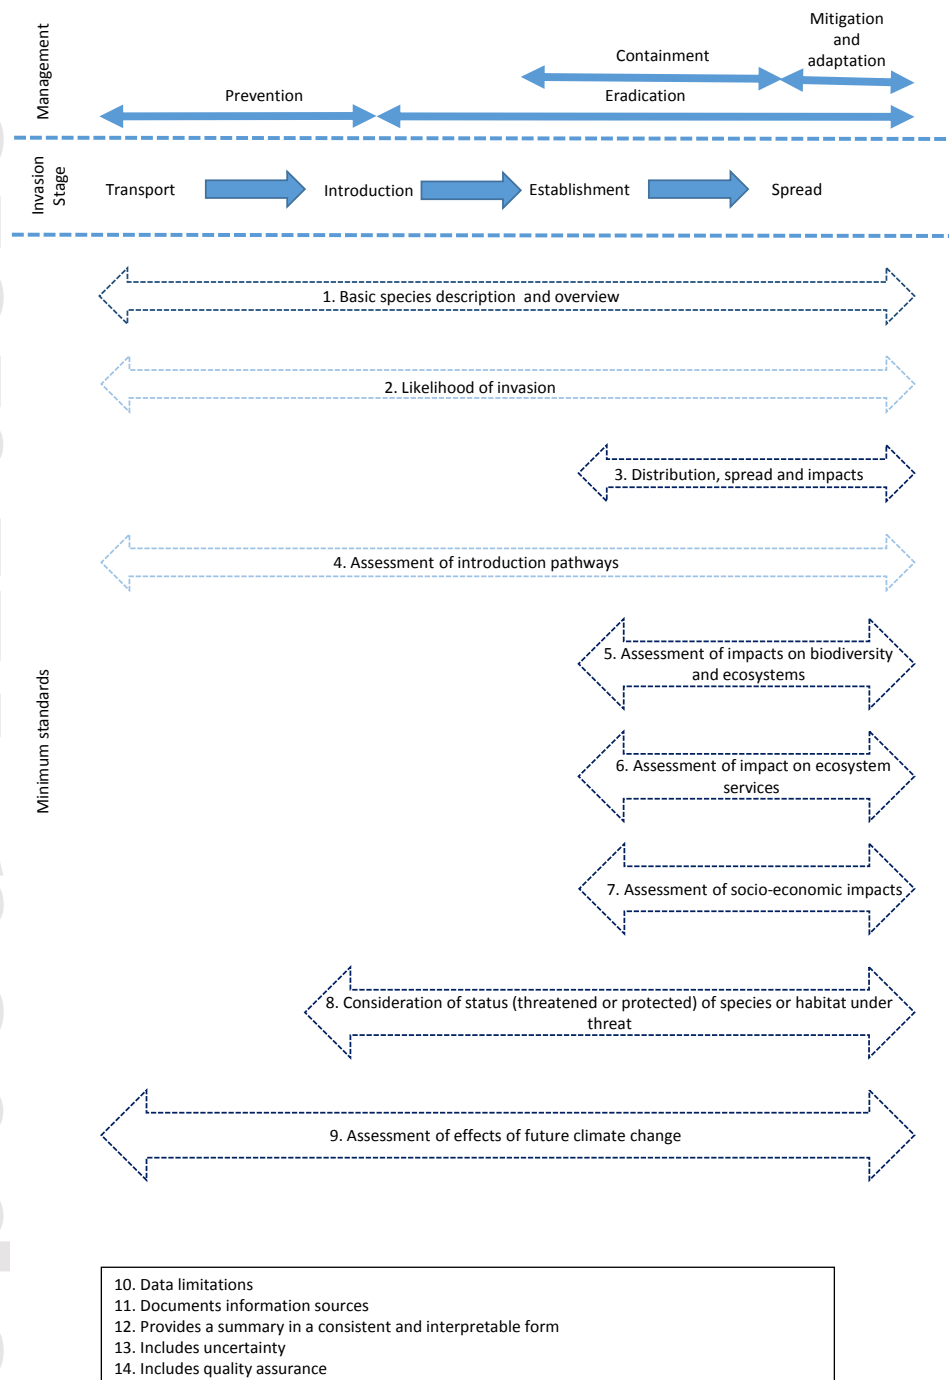 Management
Mitigation
and
adaptation
Containment
Prevention
Eradication
Invasion
Stage
Transport
Introduction
Establishment
Spread
Minimum standards
1. Basic species description and overview
2. Likelihood of invasion
3. Distribution, spread and impacts
4. Assessment of introduction pathways
5. Assessment of impacts on biodiversity
and ecosystems
6. Assessment of impact on ecosystem
services
7. Assessment of socio-economic impacts
8. Consideration of status (threatened or protected) of species or habitat under
threat
9. Assessment of effects of future climate change
10. Data limitations
11. Documents information sources
12. Provides a summary in a consistent and interpretable form
13. Includes uncertainty
14. Includes quality assurance